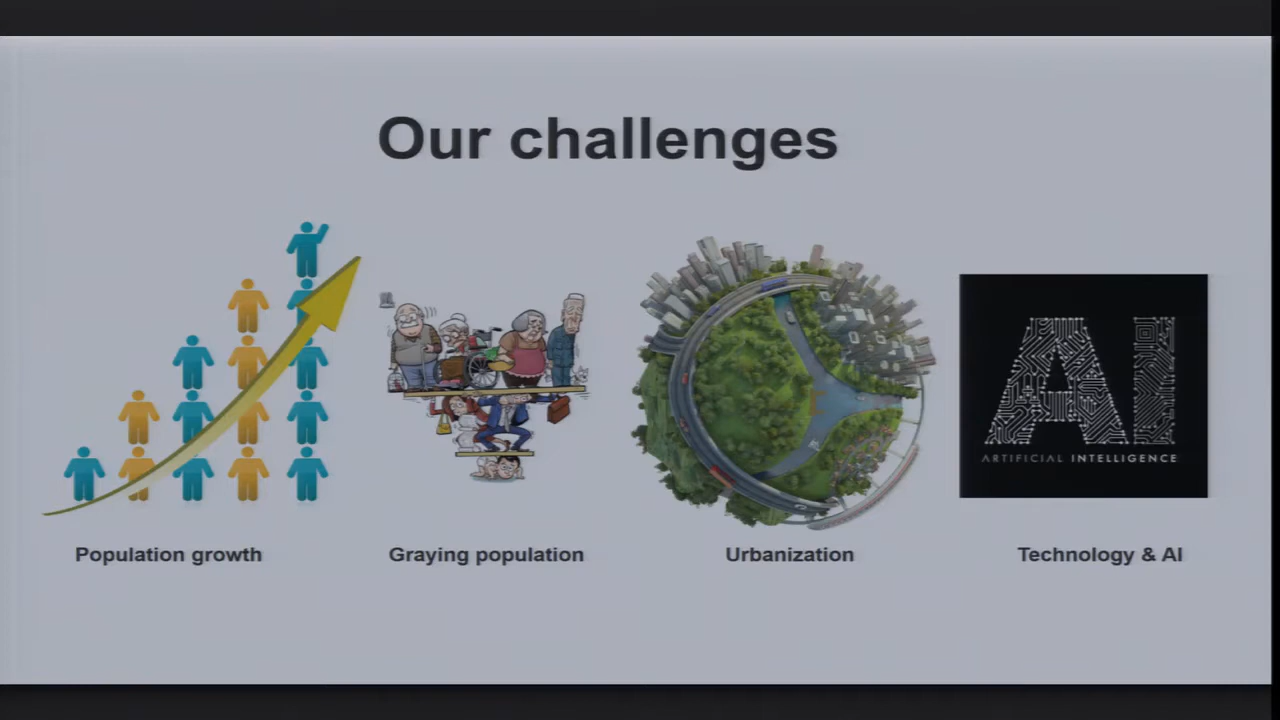 Our challenges
AI
ARTIFICIAL INTELLIGENCE
Population growth
Graying population
Urbanization
Technology & AI